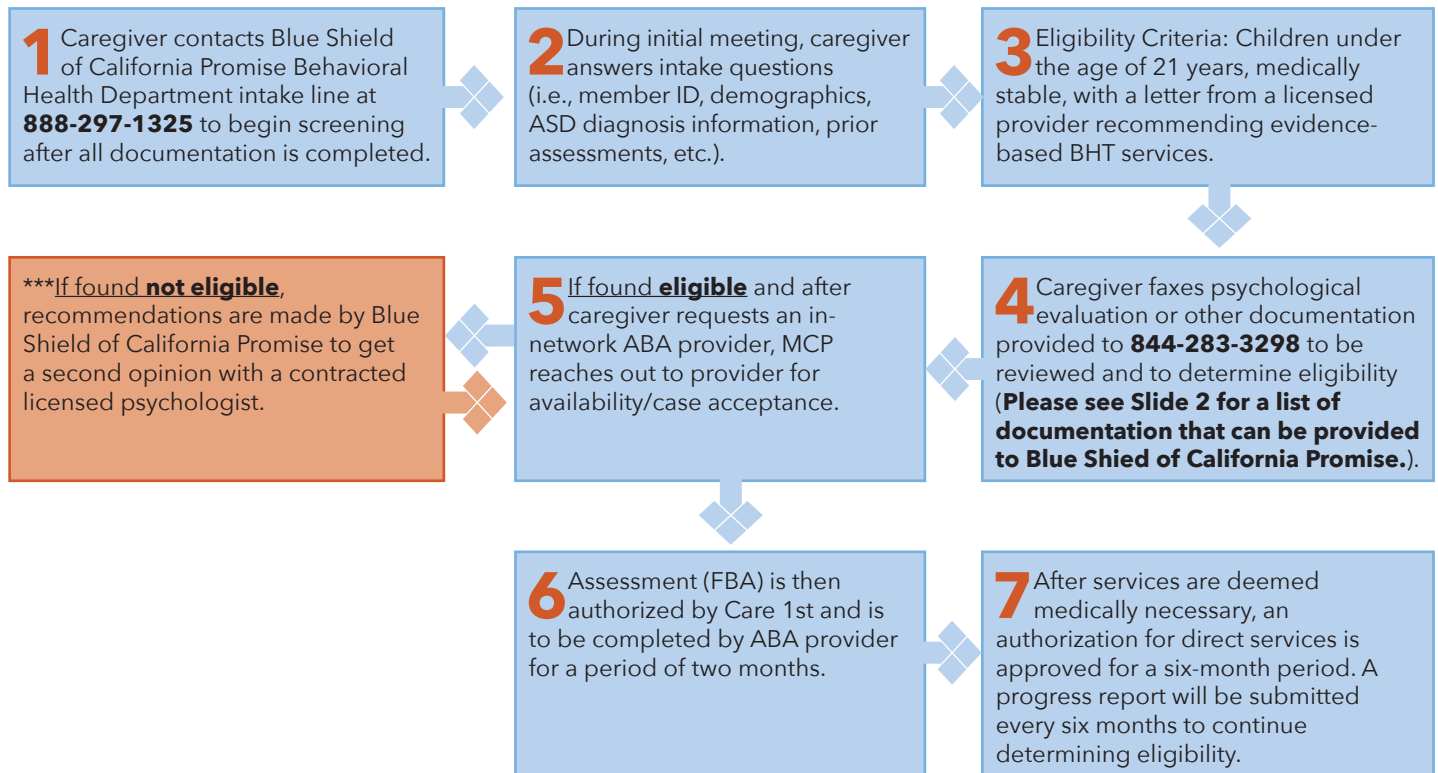 1 Caregiver contacts Blue Shield
of California Promise Behavioral
Health Department intake line at
888-297-1325 to begin screening
after all documentation is completed.
2 During initial meeting, caregiver
answers intake questions
(i.e., member ID, demographics,
ASD diagnosis information, prior
assessments, etc.).
3 Eligibility Criteria: Children under
the age of 21 years, medically
stable, with a letter from a licensed
provider recommending evidence-
based BHT services.
4 Caregiver faxes psychological
evaluation or other documentation
provided to 844-283-3298 to be
reviewed and to determine eligibility
(Please see Slide 2 for a list of
documentation that can be provided
to Blue Shied of California Promise.).
5 If found eligible and after
caregiver requests an in-
network ABA provider, MCP
reaches out to provider for
availability/case acceptance.
***If found not eligible,
recommendations are made by Blue
Shield of California Promise to get
a second opinion with a contracted
licensed psychologist.
6 Assessment (FBA) is then
authorized by Care 1st and is
to be completed by ABA provider
for a period of two months.
7 After services are deemed
medically necessary, an
authorization for direct services is
approved for a six-month period. A
progress report will be submitted
every six months to continue
determining eligibility.